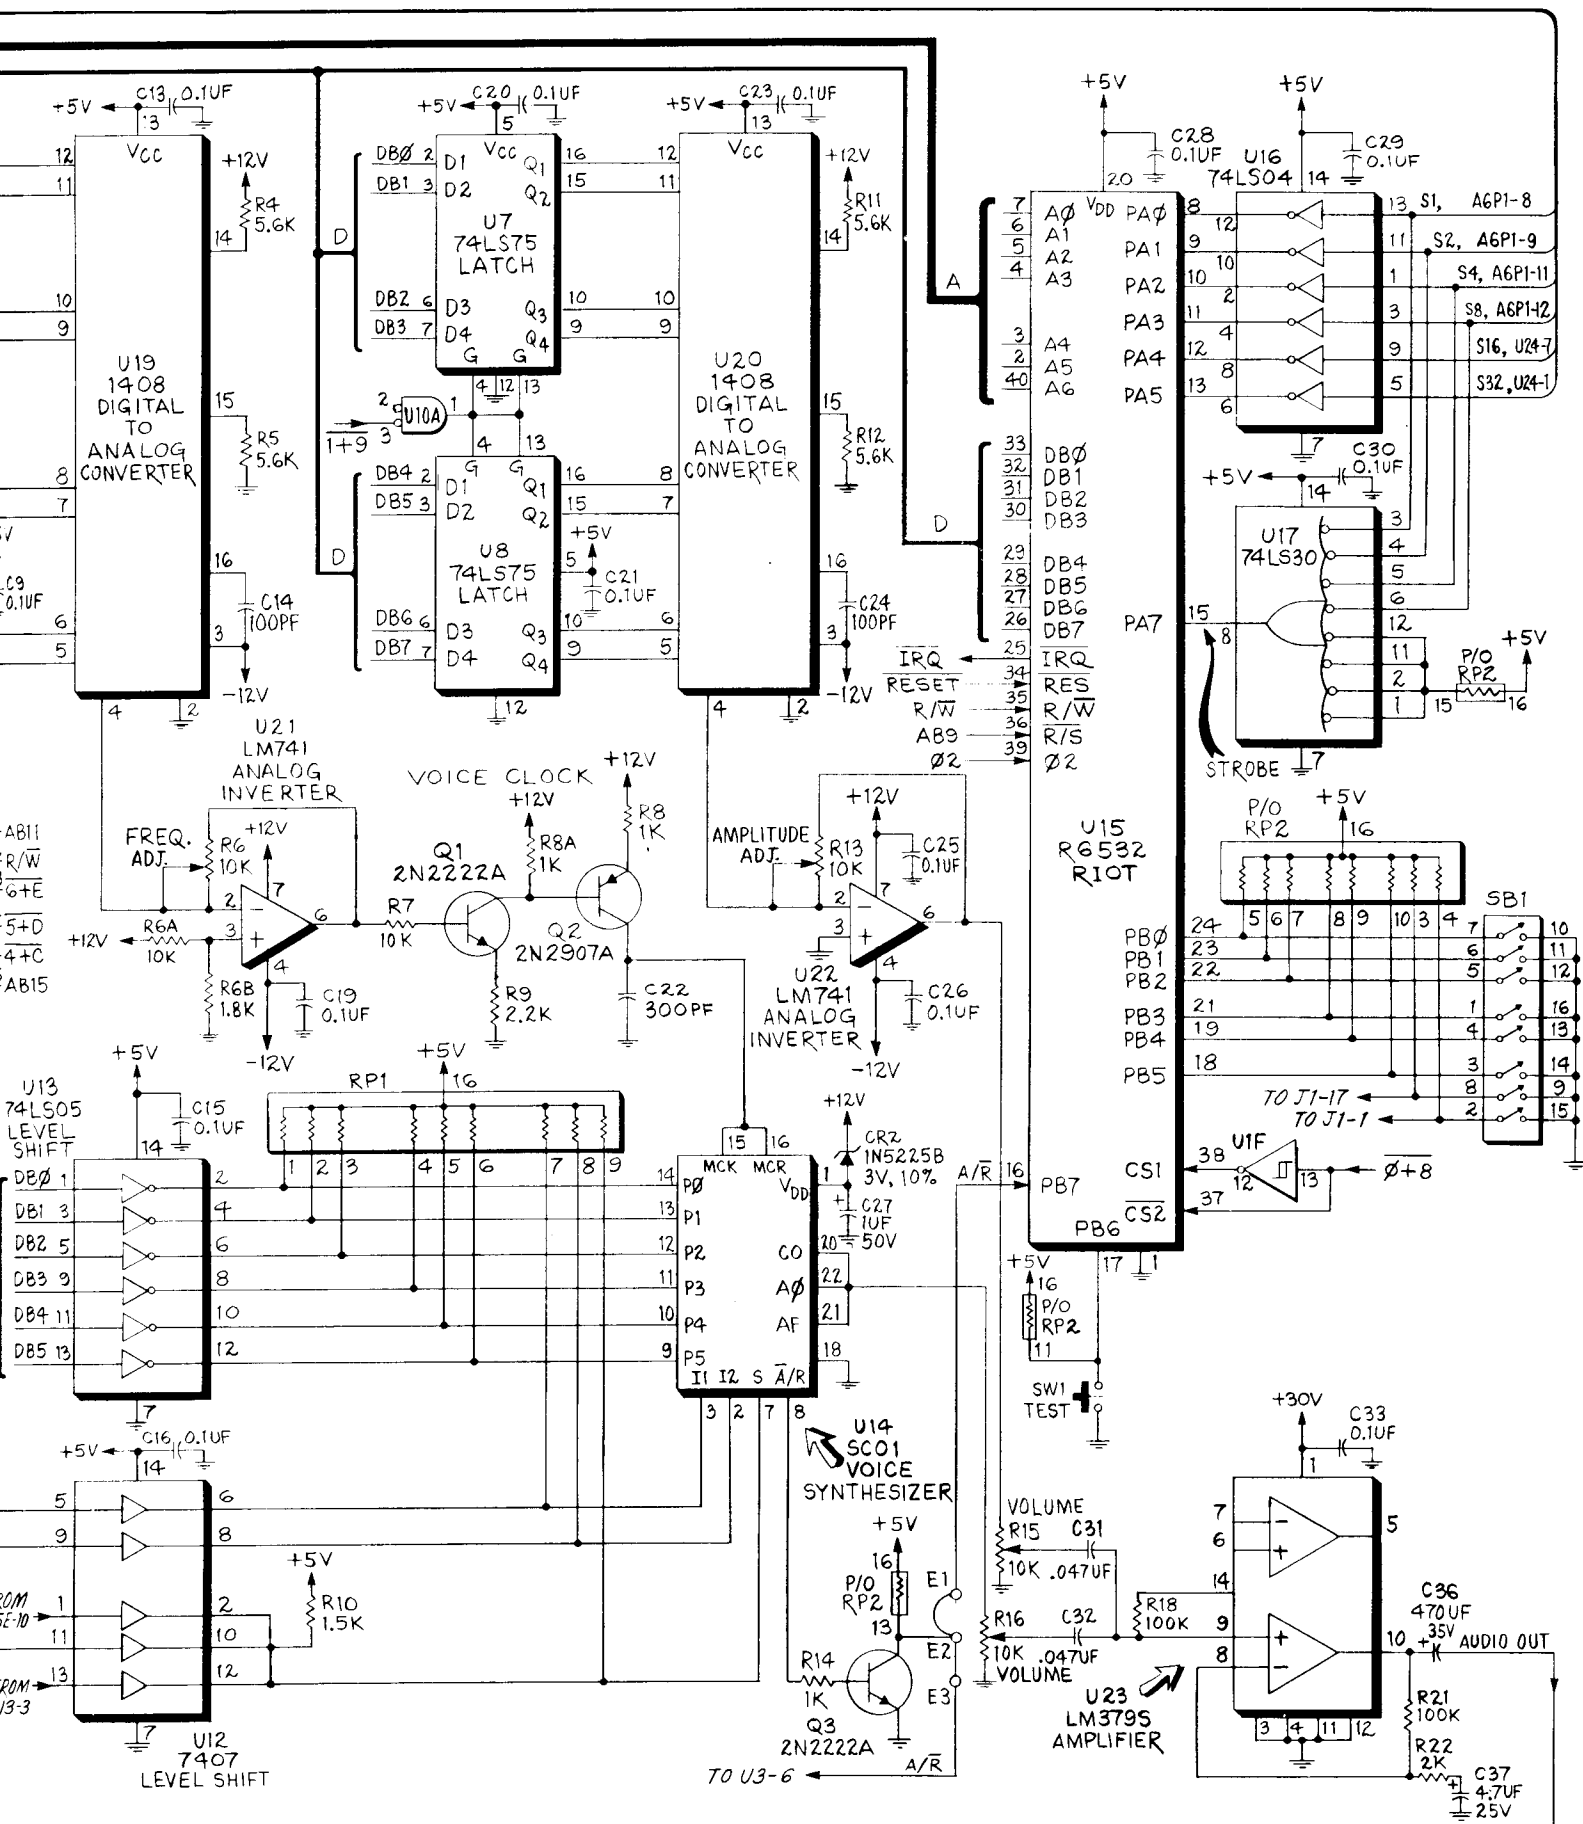 +5V
C13
0.1UF
13
VCC
12
11
+12V
R4
5.6K
14
10
9
U19
1408
DIGITAL
TO
ANALOG
CONVERTER
15
R5
5.6K
8
7
16
C14
100PF
C9
0.1UF
6
5
3
-12V
4
2
+5V
C20
0.1UF
5
DBØ 2 D1
VCC
Q1 16
DB1 3 D2
Q2 15
U7
74LS75
LATCH
D
DB2 6 D3
Q3 10
DB3 7 D4
Q4 9
G G
4 12 13
2
U10A
1
1+9 3
4 13
G G
DB4 2 D1
Q1 16
DB5 3 D2
Q2 15
+5V
U8
74LS75
LATCH
5
C21
0.1UF
D
DB6 6 D3
Q3 10
DB7 7 D4
Q4 9
12
+5V
C23
0.1UF
13
VCC
12
11
+12V
R11
5.6K
14
10
9
U20
1408
DIGITAL
TO
ANALOG
CONVERTER
15
R12
5.6K
8
7
16
C24
100PF
6
5
3
-12V
4
2
+5V
C28
0.1UF
20
VDD
7 AØ
6 A1
5 A2
4 A3
A
3 A4
2 A5
40 A6
33 DBØ
32 DB1
31 DB2
30 DB3
D
29 DB4
28 DB5
27 DB6
26 DB7
IRQ 25 IRQ
RESET 34 RES
R/W 35 R/W
AB9 36 R/S
Ø2 39 Ø2
U15
R6532
RIOT
PAØ 8
PA1 9
PA2 10
PA3 11
PA4 12
PA5 13
PA7 15
+5V
C29
0.1UF
U16
74LS04
14
12 13 S1, A6P1-8
10 11 S2, A6P1-9
2 1 S4, A6P1-11
4 3 S8, A6P1-12
8 9 S16, U24-7
6 5 S32, U24-1
7
C30
0.1UF
+5V
14
U17
74LS30
3
4
5
6
12
11
2
1
8
7
STROBE
P/O
RP2
+5V
15 16
U21
LM741
ANALOG
INVERTER
FREQ.
ADJ.
R6
10K
+12V
7
2
3
6
4
+12V
R6A
10K
R6B
1.8K
C19
0.1UF
-12V
AB11
R/W
6+E
5+D
4+C
AB15
VOICE CLOCK
+12V
+12V
R8
1K
R8A
1K
Q1
2N2222A
R7
10K
Q2
2N2907A
R9
2.2K
C22
300PF
AMPLITUDE
ADJ.
+12V
R13
10K
C25
0.1UF
7
2
3
6
4
U22
LM741
ANALOG
INVERTER
C26
0.1UF
-12V
P/O
RP2
+5V
16
5 6 7 8 9 10 3 4
SB1
PBØ 24 7 10
PB1 23 6 11
PB2 22 5 12
PB3 21 1 16
PB4 19 4 13
PB5 18 3 14
TO J1-17 8 9
TO J1-1 2 15
CS1 38
U1F
12 13
Ø+8
CS2 37
A/R 16 PB7
PB6
17 1
+5V
16
P/O
RP2
11
SW1
TEST
U13
74LS05
LEVEL
SHIFT
+5V
C15
0.1UF
14
DBØ 1 2
DB1 3 4
DB2 5 6
DB3 9 8
DB4 11 10
DB5 13 12
7
RP1
+5V
16
1 2 3 4 5 6 7 8 9
+12V
CR2
1N5225B
3V, 10%
15 16
MCK MCR
VDD 1
14 PØ
13 P1
12 P2
11 P3
10 P4
9 P5
C27
1UF
50V
CO 20
AØ 22
AF 21
18
I1 I2 S A/R
3 2 7 8
U14
SC01
VOICE
SYNTHESIZER
+5V
C16
0.1UF
14
5 6
9 8
1 2
11 10
FROM
13 12
7
U12
7407
LEVEL SHIFT
+5V
R10
1.5K
+5V
16
P/O
RP2
13
E1
E2
E3
R14
1K
Q3
2N2222A
TO U3-6
A/R
VOLUME
R15
10K
C31
.047UF
R16
10K
C32
.047UF
VOLUME
R18
100K
+30V
C33
0.1UF
1
7
6
5
14
9
8
10
3 4 11 12
U23
LM379S
AMPLIFIER
C36
470UF
35V
AUDIO OUT
R21
100K
R22
2K
C37
4.7UF
25V